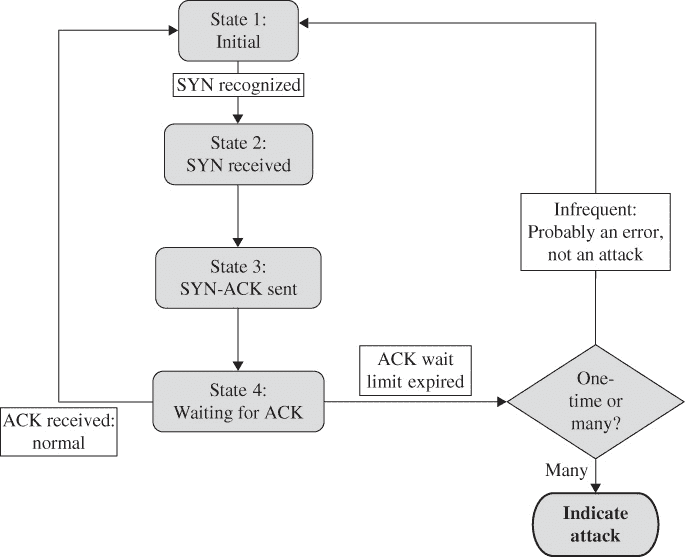 State 1:
Initial
SYN recognized
State 2:
SYN received
State 3:
SYN-ACK sent
State 4:
Waiting for ACK
ACK received:
normal
ACK wait
limit expired
Infrequent:
Probably an error,
not an attack
One-
time or
many?
Many
Indicate
attack